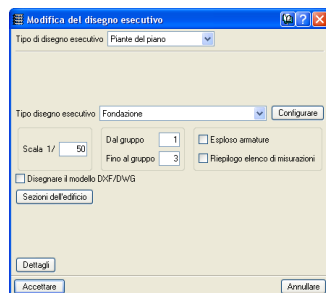 Modifica del disegno esecutivo
Tipo di disegno esecutivo Piante del piano
Tipo disegno esecutivo Fondazione Configurare
Scala 1/ 50
Dal gruppo 1
Fino al gruppo 3
Esploso armature
Riepilogo elenco di misurazioni
Disegnare il modello DXF/DWG
Sezioni dell'edificio
Dettagli
Accettare Annullare